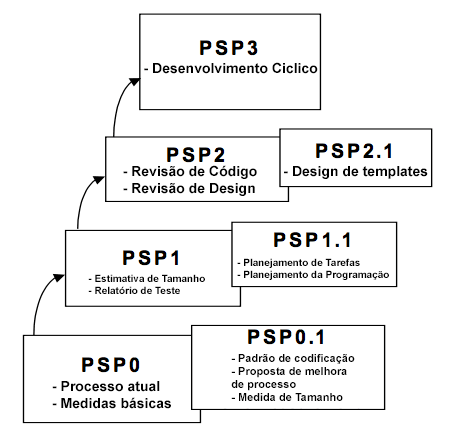 PSP3
- Desenvolvimento Ciclico
PSP2
- Revisão de Código
- Revisão de Design
PSP2.1
- Design de templates
PSP1
- Estimativa de Tamanho
- Relatório de Teste
PSP1.1
- Planejamento de Tarefas
- Planejamento da Programação
PSP0
- Processo atual
- Medidas básicas
PSP0.1
- Padrão de codificação
- Proposta de melhora
de processo
- Medida de Tamanho